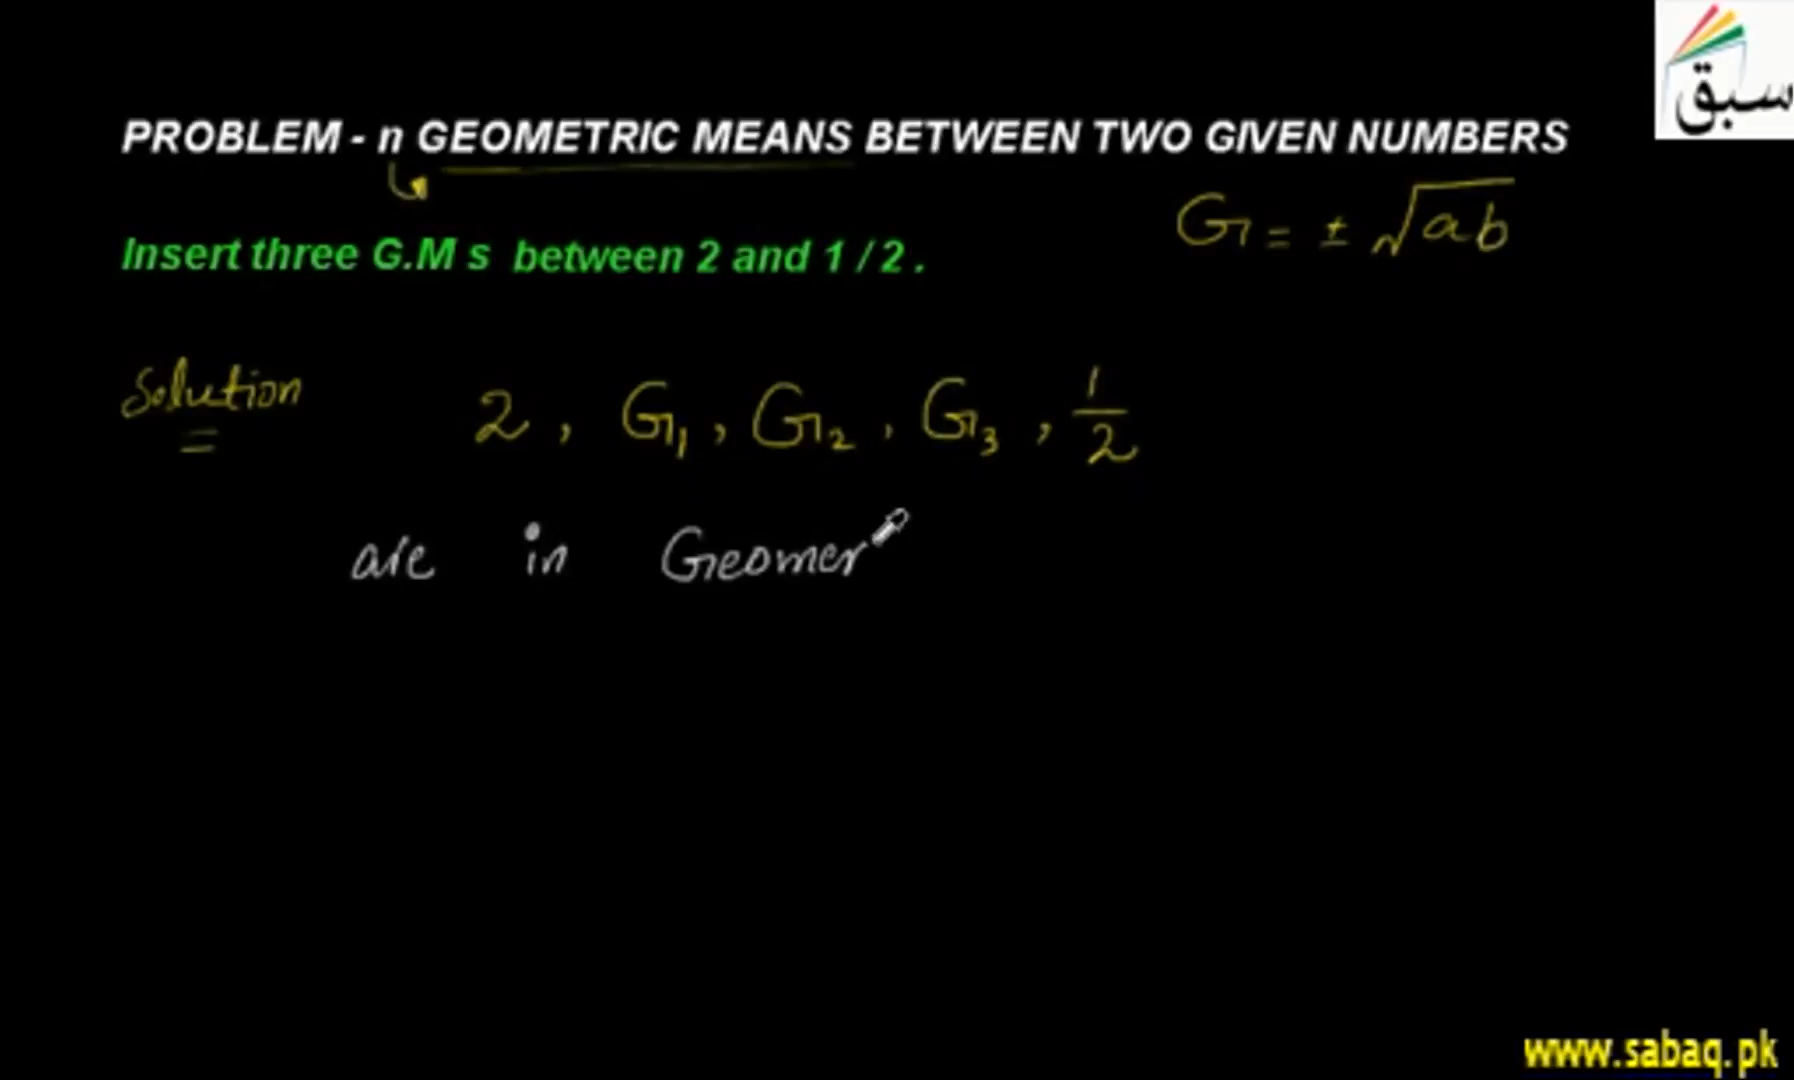 سبق
PROBLEM - n GEOMETRIC MEANS BETWEEN TWO GIVEN NUMBERS
G = ± √ab
Insert three G.M s between 2 and 1 / 2 .
Solution
2 , G₁ , G₂ , G₃ , 1/2
are in Geomer
www.sabaq.pk